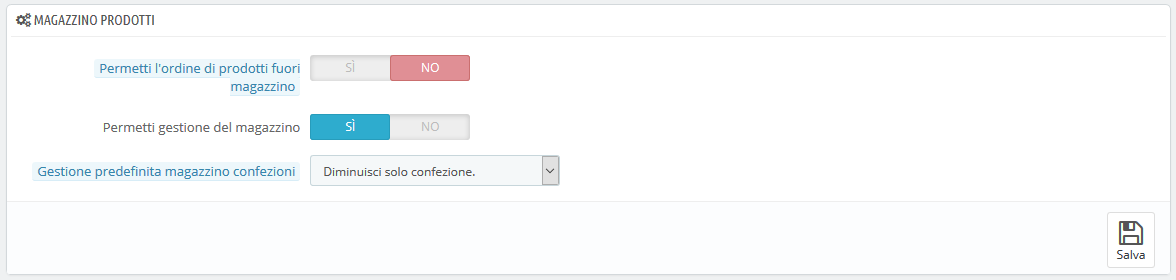 MAGAZZINO PRODOTTI
Permetti l'ordine di prodotti fuori
magazzino
SÌ NO
Permetti gestione del magazzino
SÌ NO
Gestione predefinita magazzino confezioni
Diminuisci solo confezione.
Salva